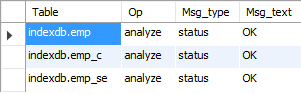 Table Op Msg_type Msg_text
indexdb.emp analyze status OK
indexdb.emp_c analyze status OK
indexdb.emp_se analyze status OK